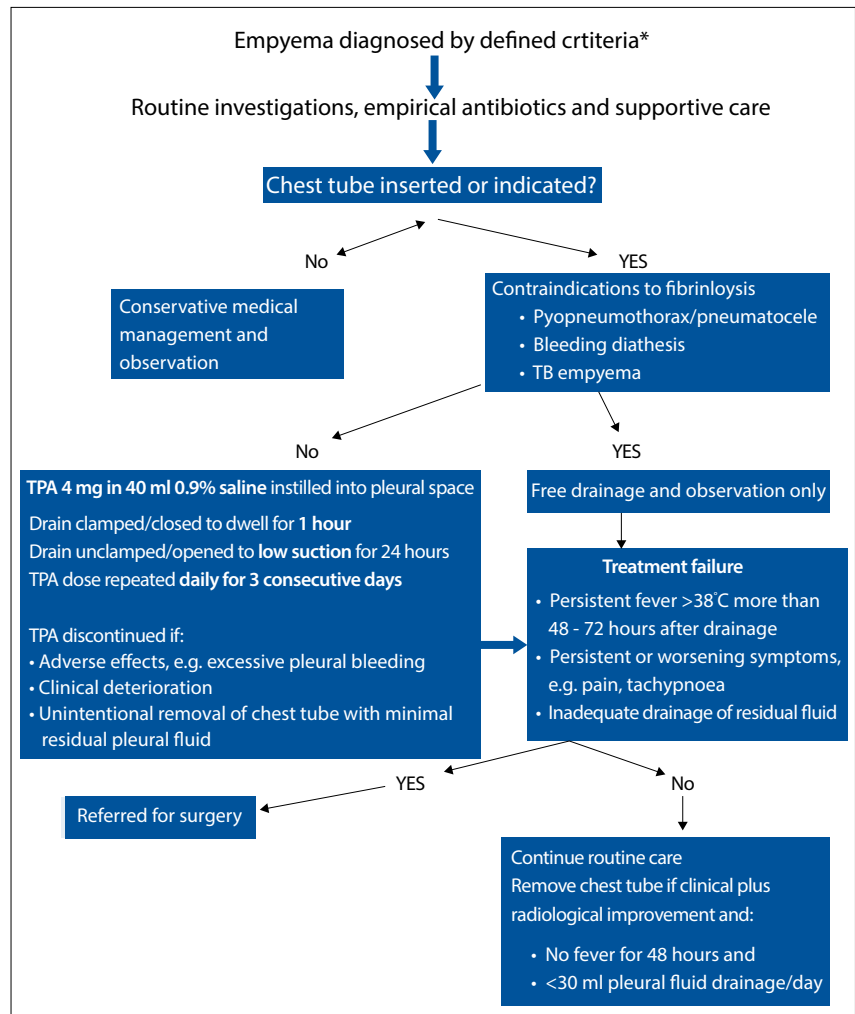 Empyema diagnosed by defined crtiteria*
Routine investigations, empirical antibiotics and supportive care
Chest tube inserted or indicated?
No
YES
Conservative medical
management and
observation
Contraindications to fibrinloysis
• Pyopneumothorax/pneumatocele
• Bleeding diathesis
• TB empyema
No
YES
TPA 4 mg in 40 ml 0.9% saline instilled into pleural space
Drain clamped/closed to dwell for 1 hour
Drain unclamped/opened to low suction for 24 hours
TPA dose repeated daily for 3 consecutive days
TPA discontinued if:
• Adverse effects, e.g. excessive pleural bleeding
• Clinical deterioration
• Unintentional removal of chest tube with minimal
residual pleural fluid
Free drainage and observation only
Treatment failure
• Persistent fever >38°C more than
48 - 72 hours after drainage
• Persistent or worsening symptoms,
e.g. pain, tachypnoea
• Inadequate drainage of residual fluid
YES
No
Referred for surgery
Continue routine care
Remove chest tube if clinical plus
radiological improvement and:
• No fever for 48 hours and
• <30 ml pleural fluid drainage/day